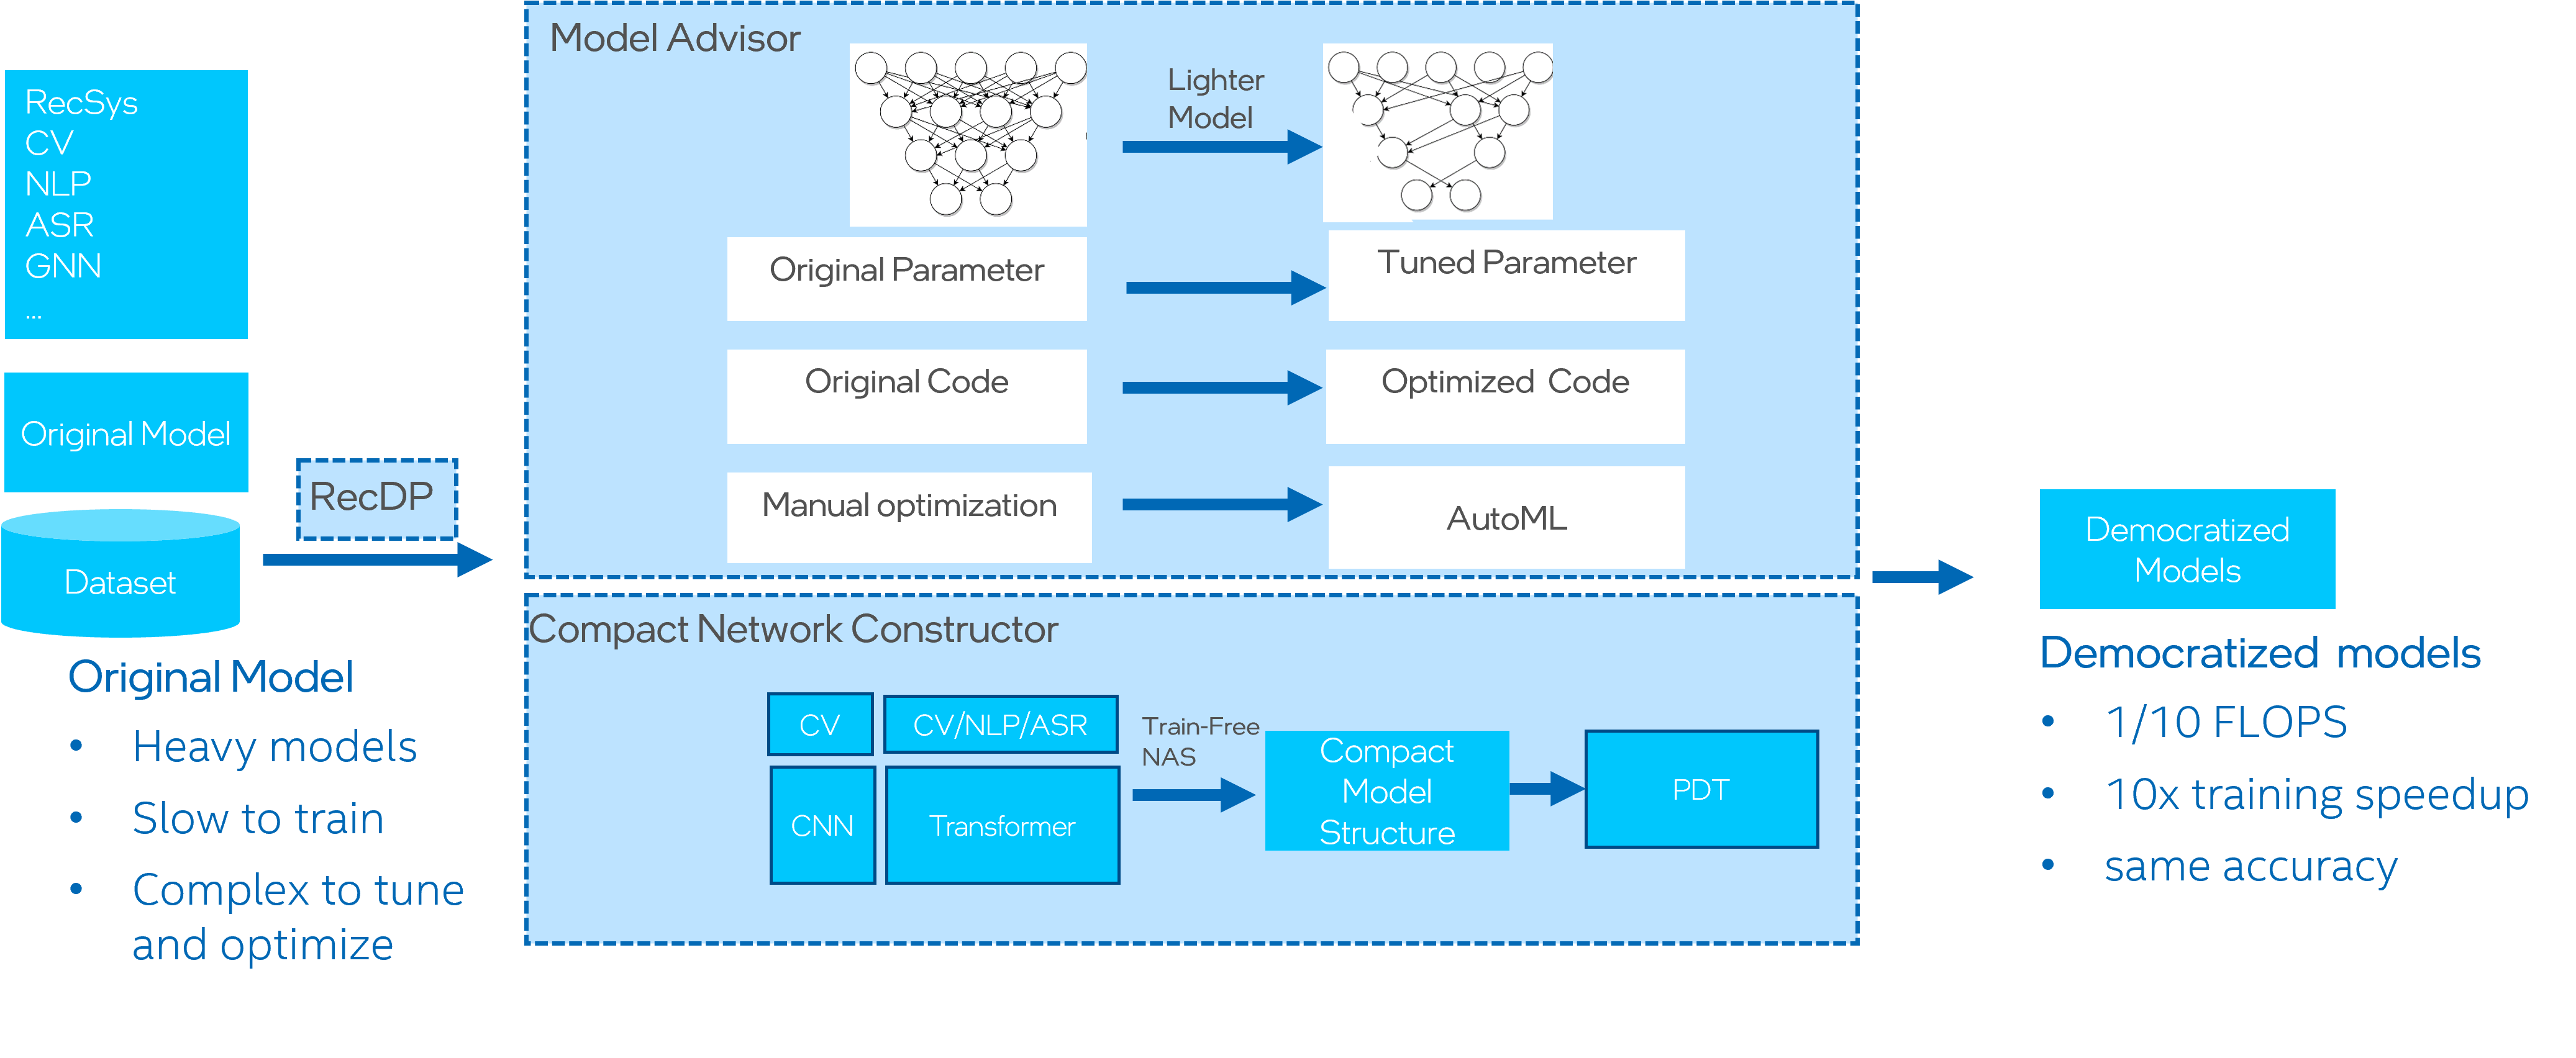 RecSys
CV
NLP
ASR
GNN
...
Original Model
Dataset
Original Model
• Heavy models
• Slow to train
• Complex to tune
and optimize
RecDP
Model Advisor
Lighter
Model
Original Parameter
Tuned Parameter
Original Code
Optimized Code
Manual optimization
AutoML
Compact Network Constructor
CV
CV/NLP/ASR
CNN
Transformer
Train-Free
NAS
Compact
Model
Structure
PDT
Democratized
Models
Democratized models
• 1/10 FLOPS
• 10x training speedup
• same accuracy